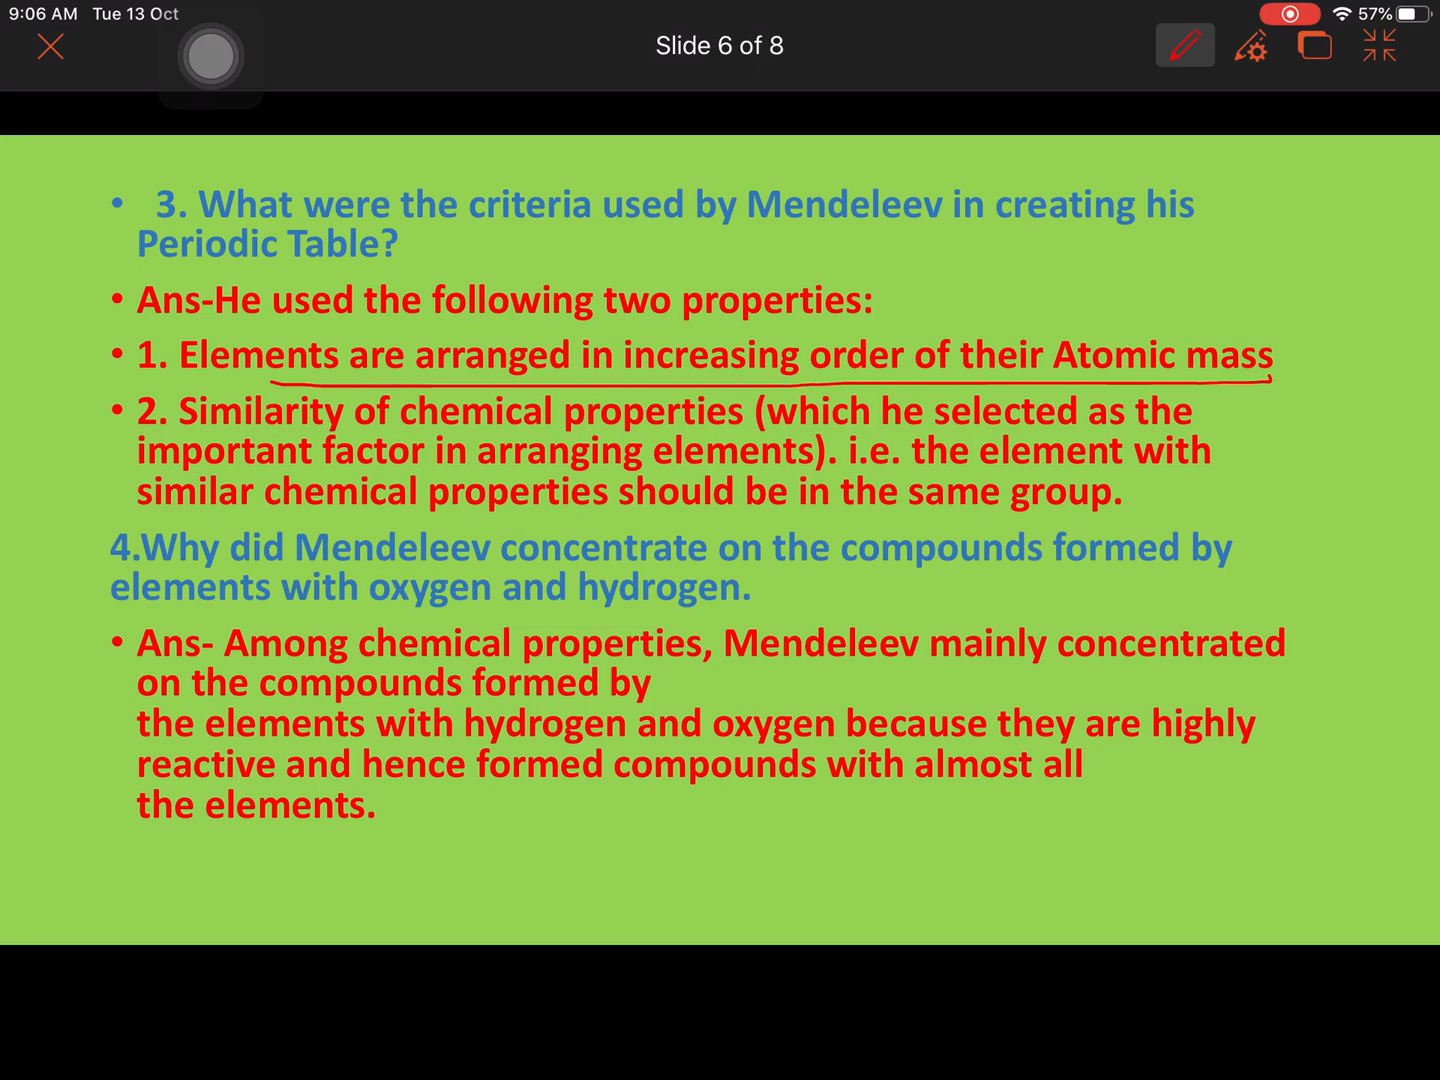 9:06 AM Tue 13 Oct
57%
Slide 6 of 8
• 3. What were the criteria used by Mendeleev in creating his
Periodic Table?
• Ans-He used the following two properties:
• 1. Elements are arranged in increasing order of their Atomic mass
• 2. Similarity of chemical properties (which he selected as the
important factor in arranging elements). i.e. the element with
similar chemical properties should be in the same group.
4.Why did Mendeleev concentrate on the compounds formed by
elements with oxygen and hydrogen.
• Ans- Among chemical properties, Mendeleev mainly concentrated
on the compounds formed by
the elements with hydrogen and oxygen because they are highly
reactive and hence formed compounds with almost all
the elements.